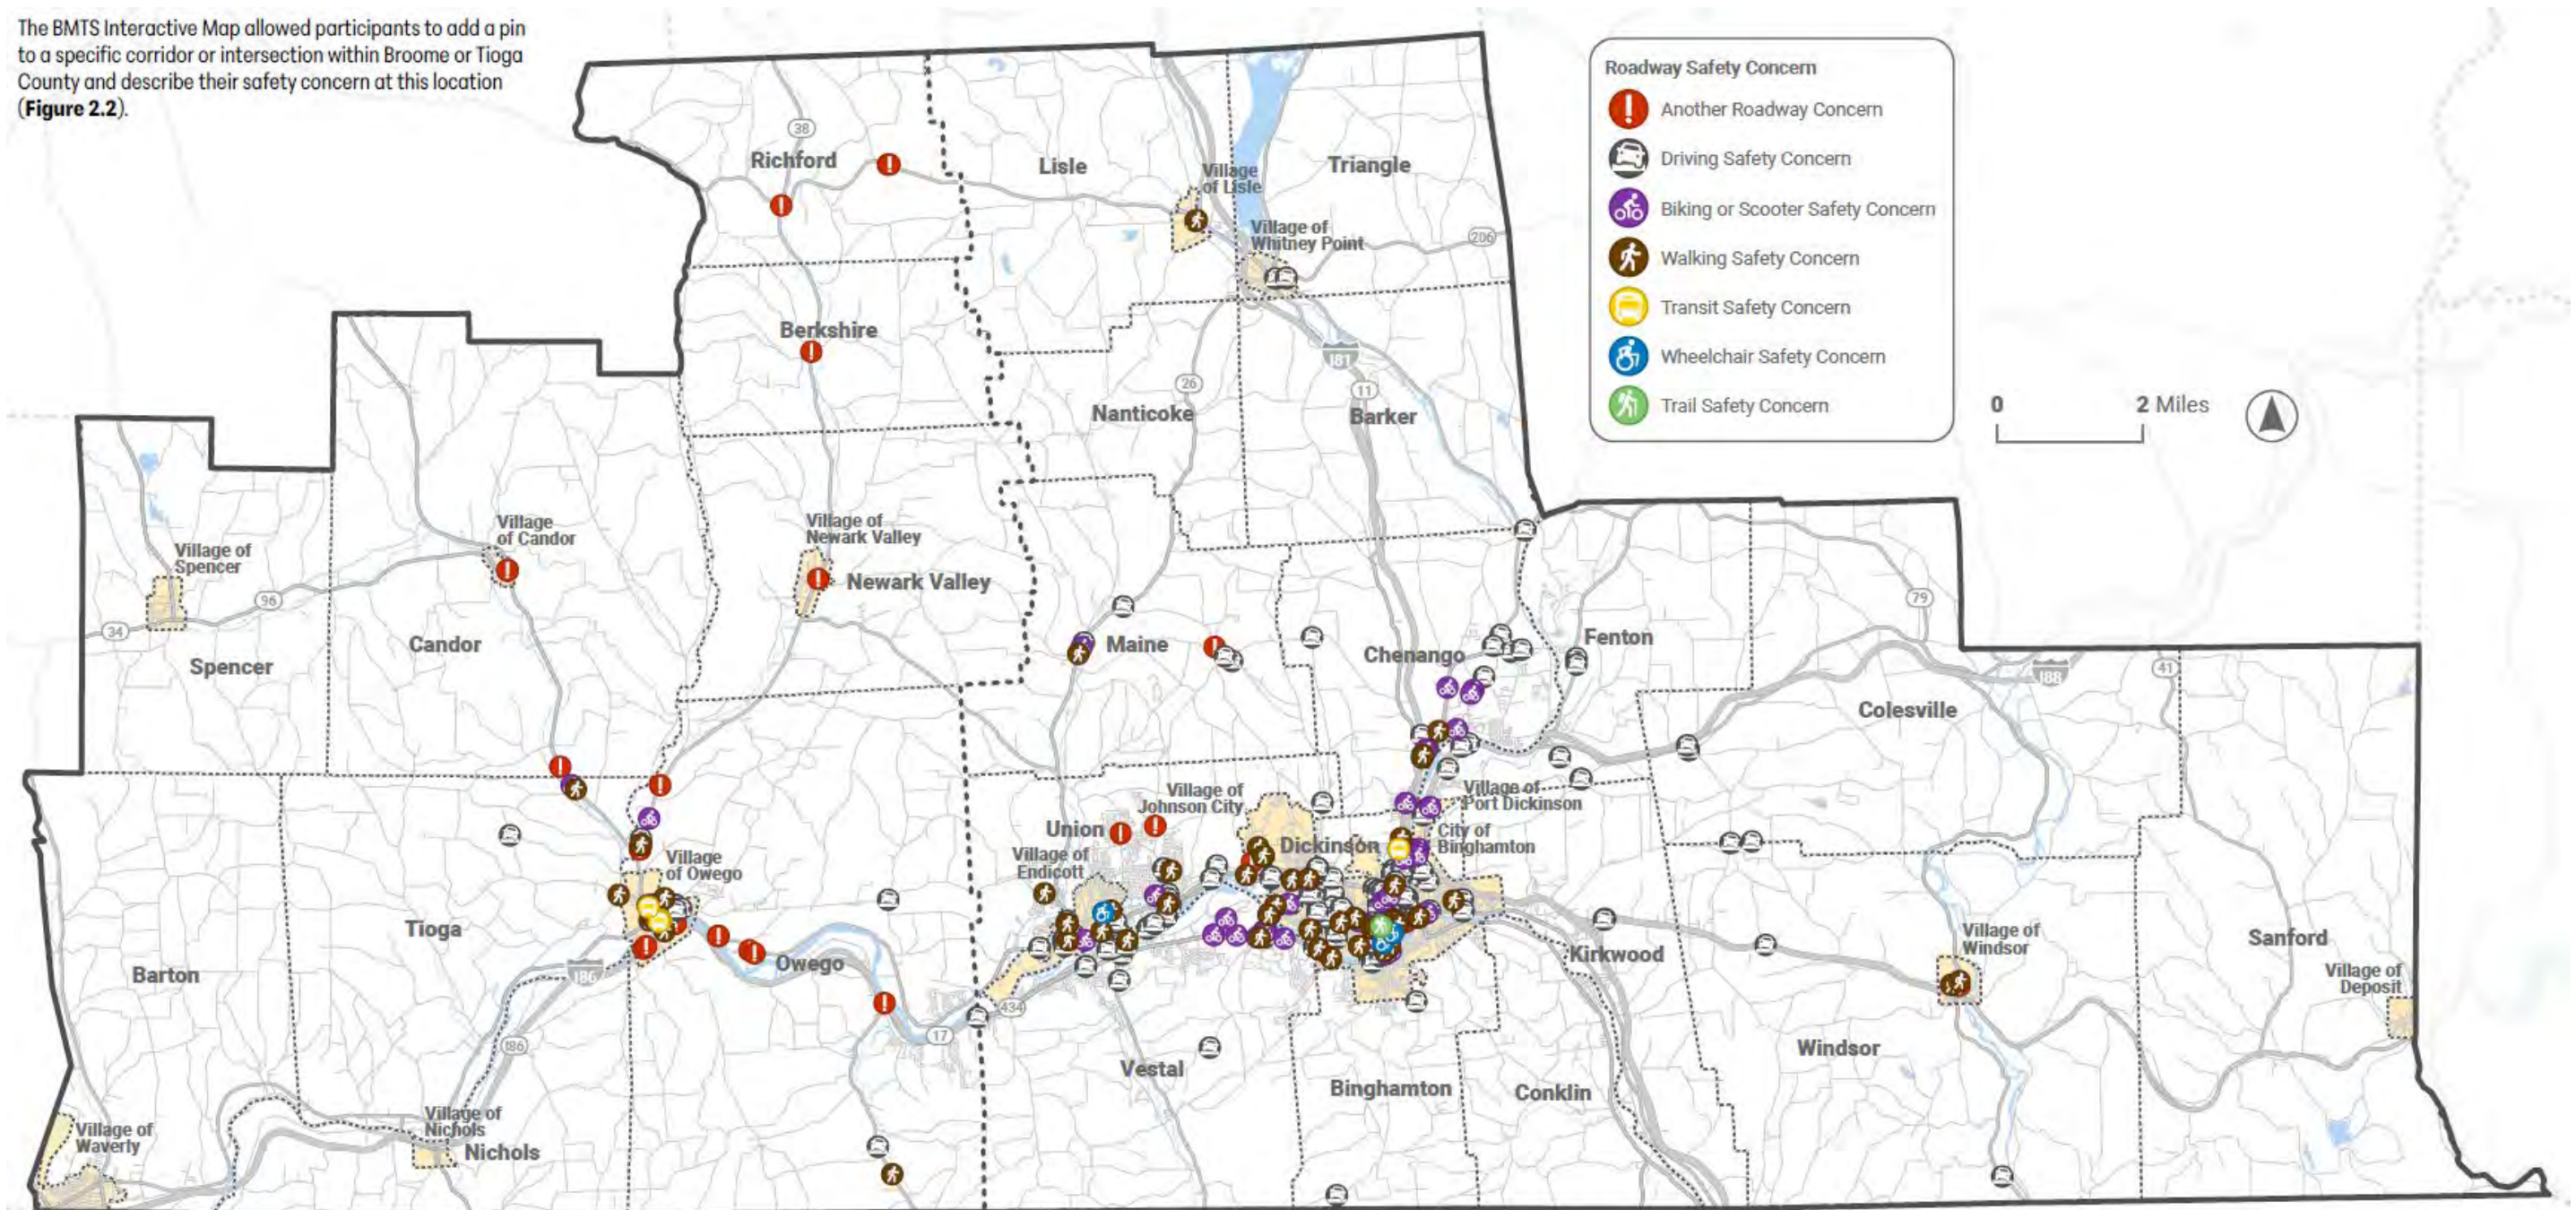 The BMTS Interactive Map allowed participants to add a pin
to a specific corridor or intersection within Broome or Tioga
County and describe their safety concern at this location
(Figure 2.2).
Roadway Safety Concern
Another Roadway Concern
Driving Safety Concern
Biking or Scooter Safety Concern
Walking Safety Concern
Transit Safety Concern
Wheelchair Safety Concern
Trail Safety Concern
0
2 Miles
38
Richford
Lisle
Village
of Lisle
Triangle
Village of
Whitney Point
206
Berkshire
I81
26
11
Nanticoke
Barker
Village
of Candor
Village of
Newark Valley
Village of
Spencer
Newark Valley
96
34
79
Candor
Spencer
Maine
Chenango
Fenton
41
I88
Colesville
Village of
Johnson City
Village of
Port Dickinson
Union
City of
Binghamton
Dickinson
Village of
Endicott
Village
of Owego
Tioga
Barton
I86
Owego
Kirkwood
Village of
Windsor
Sanford
Village of
Deposit
434
17
I86
Vestal
Binghamton
Conklin
Windsor
Village of
Nichols
Nichols
Village of
Waverly